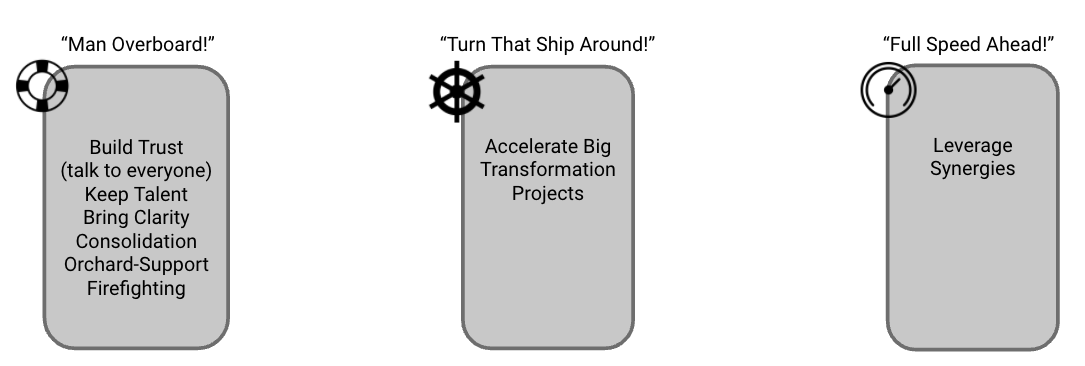 “Man Overboard!”
Build Trust
(talk to everyone)
Keep Talent
Bring Clarity
Consolidation
Orchard-Support
Firefighting
“Turn That Ship Around!”
Accelerate Big
Transformation
Projects
“Full Speed Ahead!”
Leverage
Synergies